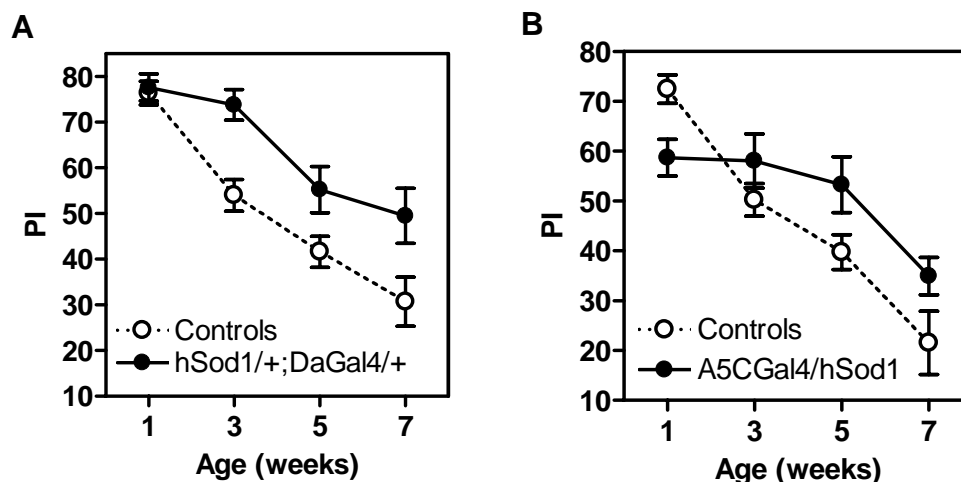 A
PI
80
70
60
50
40
30
20
10
Controls
hSod1/+;DaGal4/+
1 3 5 7
Age (weeks)
B
PI
80
70
60
50
40
30
20
10
Controls
A5CGal4/hSod1
1 3 5 7
Age (weeks)